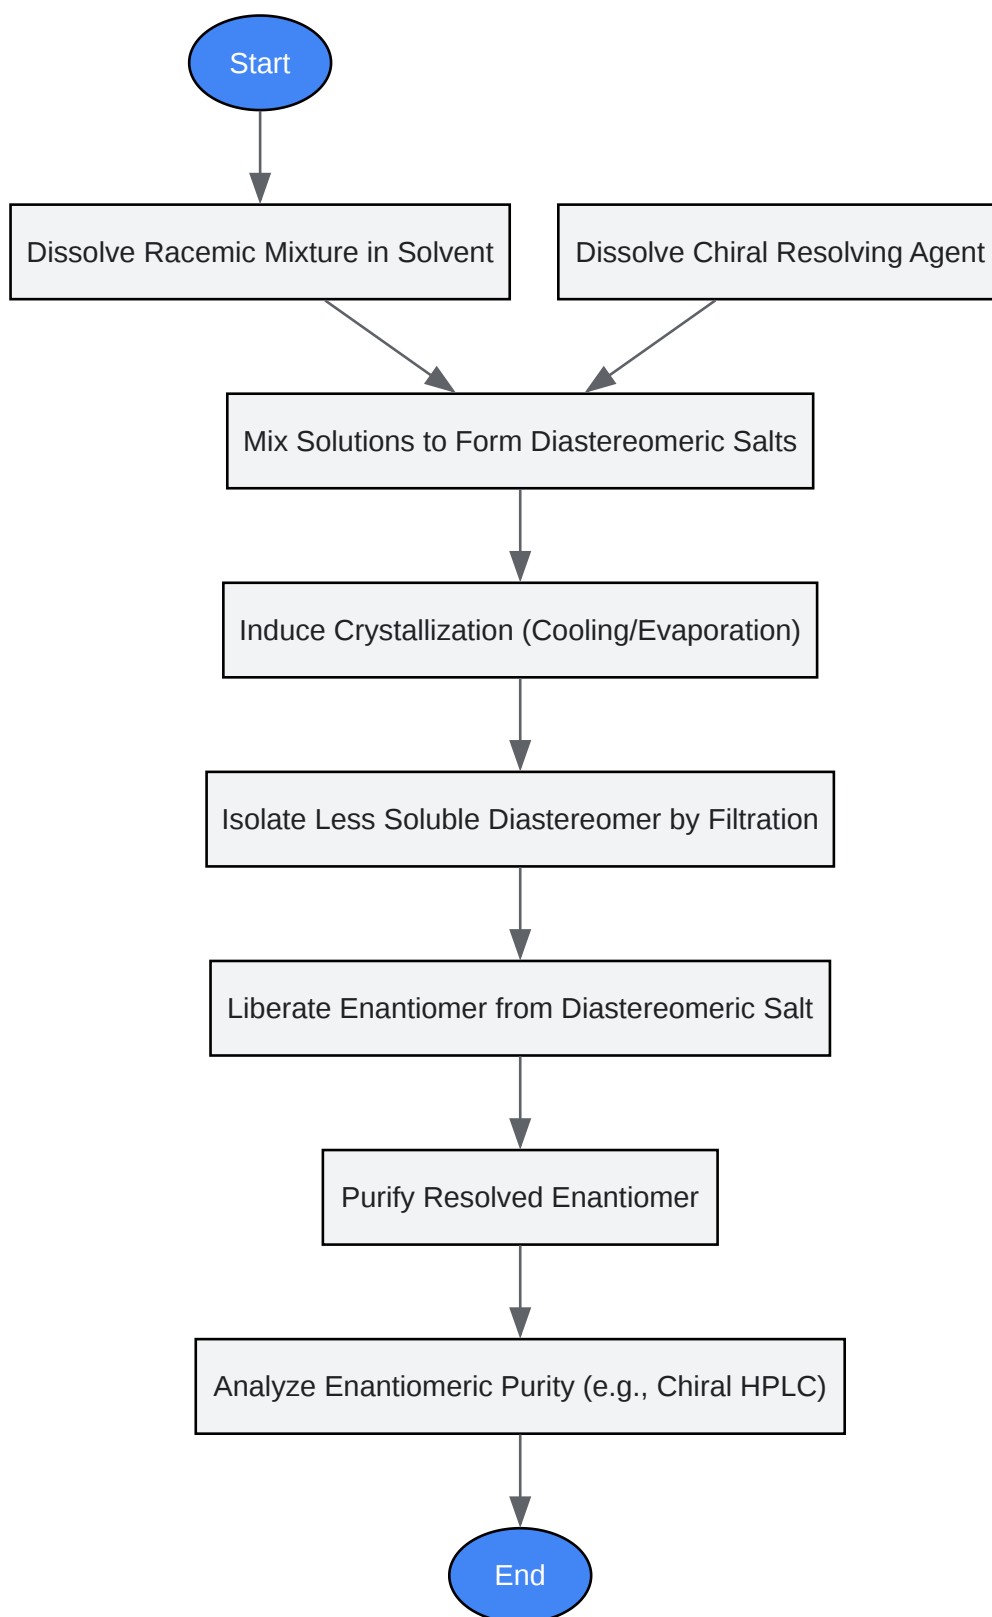 Start
Dissolve Racemic Mixture in Solvent
Dissolve Chiral Resolving Agent
Mix Solutions to Form Diastereomeric Salts
Induce Crystallization (Cooling/Evaporation)
Isolate Less Soluble Diastereomer by Filtration
Liberate Enantiomer from Diastereomeric Salt
Purify Resolved Enantiomer
Analyze Enantiomeric Purity (e.g., Chiral HPLC)
End